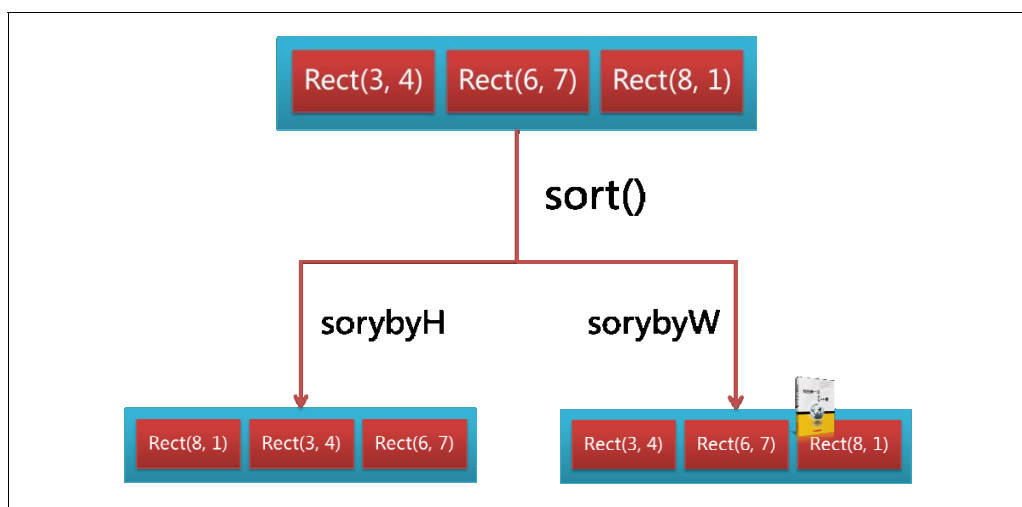 Rect(3, 4) Rect(6, 7) Rect(8, 1)
sort()
sorybyH sorybyW
Rect(8, 1) Rect(3, 4) Rect(6, 7) Rect(3, 4) Rect(6, 7) Rect(8, 1)